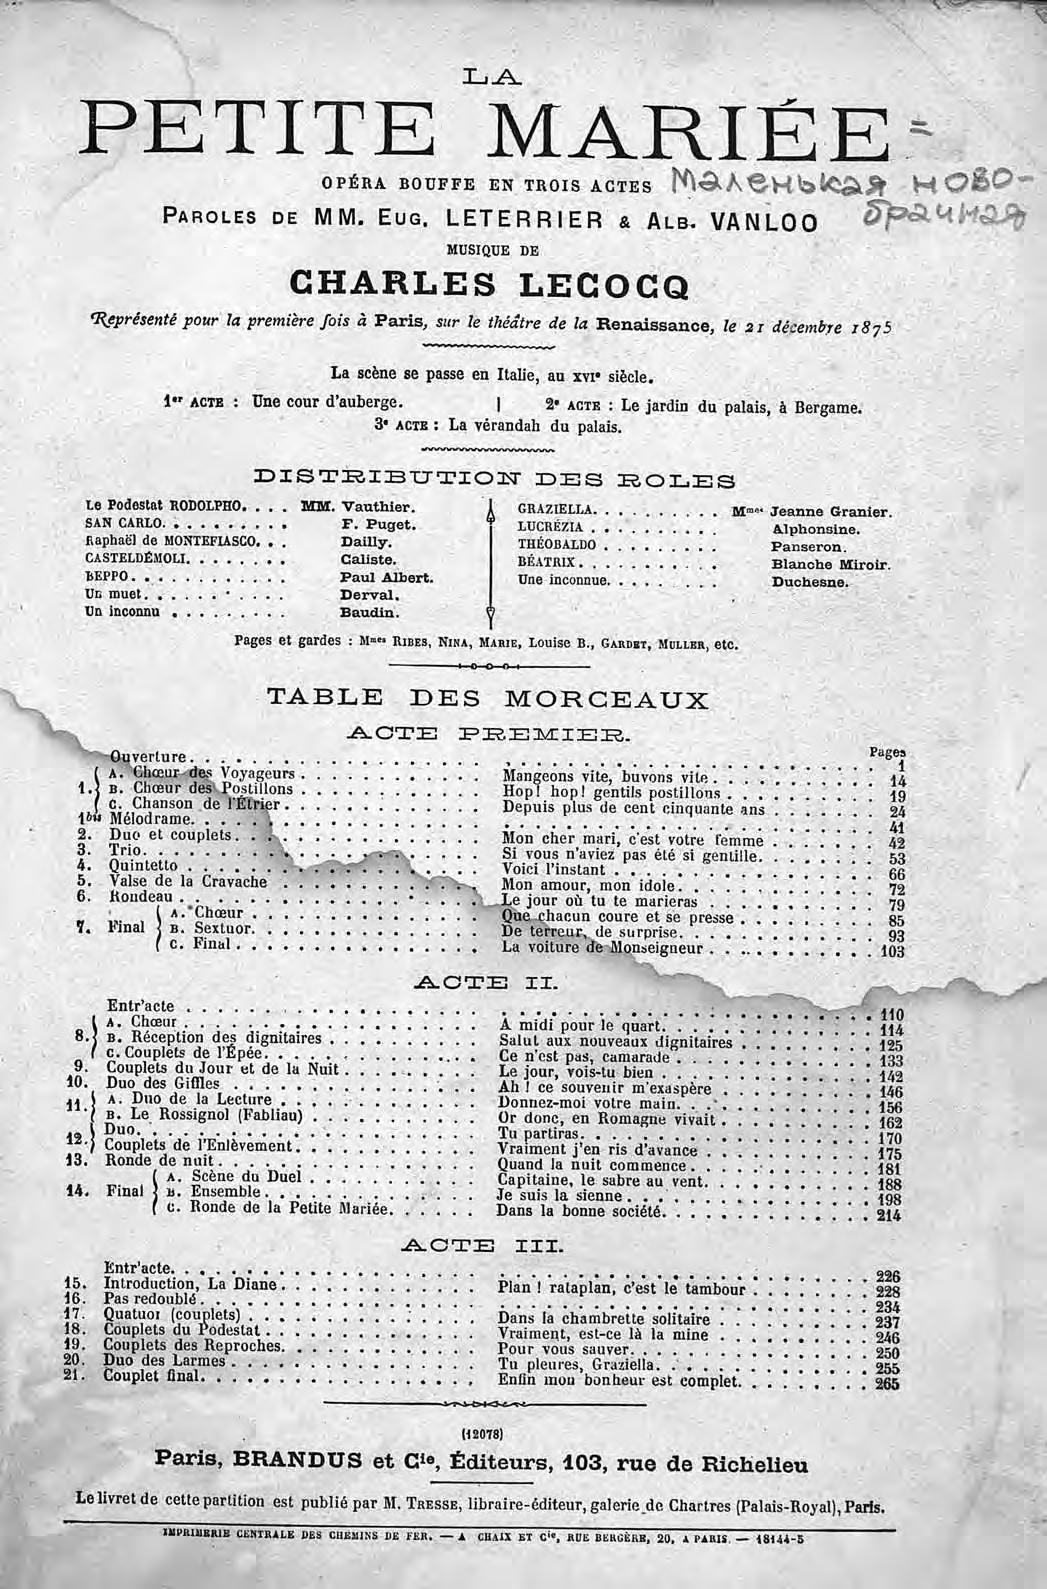 LA
PETITE MARIÉE =
OPÉRA BOUFFE EN TROIS ACTES Маленькая ново-
PAROLES DE MM. EUG. LETERRIER & ALB. VANLOO брачная
MUSIQUE DE
CHARLES LECOCQ
Représenté pour la première fois à Paris, sur le théâtre de la Renaissance, le 21 décembre 1875
La scène se passe en Italie, au XVIe siècle.
1er ACTE : Une cour d'auberge. | 2e ACTE : Le jardin du palais, à Bergame.
3e ACTE : La vérandah du palais.
DISTRIBUTION DES ROLES
Le Podestat RODOLPHO. . . . MM. Vauthier.
SAN CARLO. . . . . . . . . F. Puget.
Raphaël de MONTEFIASCO. . . Dailly.
CASTELDÉMOLI. . . . . . . Caliste.
BEPPO. . . . . . . . . . . Paul Albert.
Un muet. . . . . . . . . . Derval.
Un inconnu . . . . . . . . Baudin.
GRAZIELLA. . . . . . . . . Mmes Jeanne Granier.
LUCRÉZIA . . . . . . . . . Alphonsine.
THÉOBALDO . . . . . . . . Panseron.
BÉATRIX. . . . . . . . . . Blanche Miroir.
Une inconnue. . . . . . . . Duchesne.
Pages et gardes : Mmes RIBES, NINA, MARIE, Louise B., GARDET, MULLER, etc.
TABLE DES MORCEAUX
ACTE PREMIER.
Pages
Ouverture. . . . . . 1
1. A. Chœur des Voyageurs . . . . Mangeons vite, buvons vite . . . . 14
B. Chœur des Postillons . . . . Hop! hop! gentils postillons . . . . 19
C. Chanson de l'Étrier . . . . Depuis plus de cent cinquante ans . . . . 24
1bis Mélodrame. . . . . 41
2. Duo et couplets. . . . Mon cher mari, c'est votre femme . . . . 42
3. Trio. . . . Si vous n'aviez pas été si gentille. . . . 53
4. Quintetto . . . . Voici l'instant . . . . 66
5. Valse de la Cravache . . . . Mon amour, mon idole. . . . 72
6. Rondeau . . . . Le jour où tu te marieras . . . . 79
7. Final A. Chœur . . . . Que chacun coure et se presse . . . . 85
B. Sextuor. . . . De terreur, de surprise. . . . 93
C. Final. . . . La voiture de Monseigneur . . . . 103
ACTE II.
Entr'acte . . . . 110
8. A. Chœur. . . . A midi pour le quart. . . . 114
B. Réception des dignitaires . . . . Salut aux nouveaux dignitaires . . . . 125
C. Couplets de l'Épée. . . . Ce n'est pas, camarade . . . . 133
9. Couplets du Jour et de la Nuit . . . . Le jour, vois-tu bien . . . . 142
10. Duo des Giffles . . . . Ah ! ce souvenir m'exaspère . . . . 146
11. A. Duo de la Lecture . . . . Donnez-moi votre main. . . . 156
B. Le Rossignol (Fabliau) . . . . Or donc, en Romagne vivait . . . . 162
12. Duo. . . . Tu partiras. . . . 170
Couplets de l'Enlèvement. . . . Vraiment j'en ris d'avance . . . . 175
13. Ronde de nuit. . . . Quand la nuit commence. . . . 181
14. Final A. Scène du Duel . . . . Capitaine, le sabre au vent. . . . 188
B. Ensemble. . . . Je suis la sienne. . . . 198
C. Ronde de la Petite Mariée. . . . Dans la bonne société. . . . 214
ACTE III.
Entr'acte. . . . 226
15. Introduction, La Diane. . . . Plan ! rataplan, c'est le tambour . . . . 228
16. Pas redoublé. . . . 234
17. Quatuor (couplets) . . . . Dans la chambrette solitaire . . . . 237
18. Couplets du Podestat . . . . Vraiment, est-ce là la mine . . . . 246
19. Couplets des Reproches. . . . Pour vous sauver. . . . 250
20. Duo des Larmes . . . . Tu pleures, Graziella. . . . 255
21. Couplet final. . . . Enfin mon bonheur est complet. . . . 265
(12078)
Paris, BRANDUS et Cie, Éditeurs, 103, rue de Richelieu
Le livret de cette partition est publié par M. TRESSE, libraire-éditeur, galerie de Chartres (Palais-Royal), Paris.
IMPRIMERIE CENTRALE DES CHEMINS DE FER. — A CHAIX ET Cie, RUE BERGÈRE, 20, A PARIS. — 18144-5